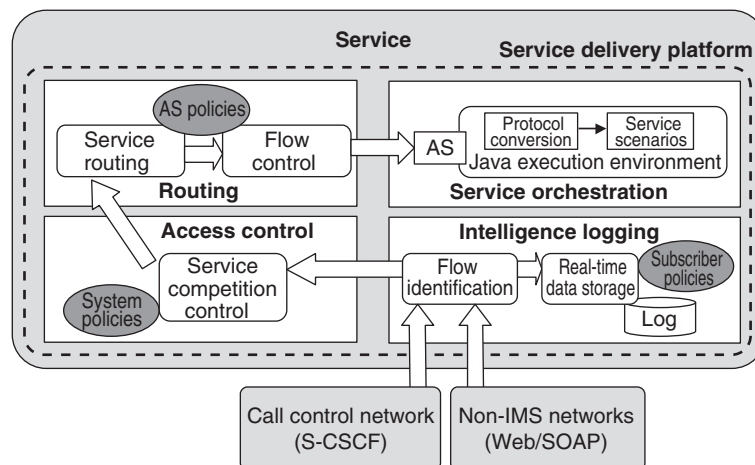 Service
Service delivery platform
AS policies
Service
routing
Flow
control
Routing
AS
Protocol
conversion
Service
scenarios
Java execution environment
Service orchestration
Access control
Service
competition
control
System
policies
Intelligence logging
Flow
identification
Real-time
data storage
Subscriber
policies
Log
Call control network
(S-CSCF)
Non-IMS networks
(Web/SOAP)